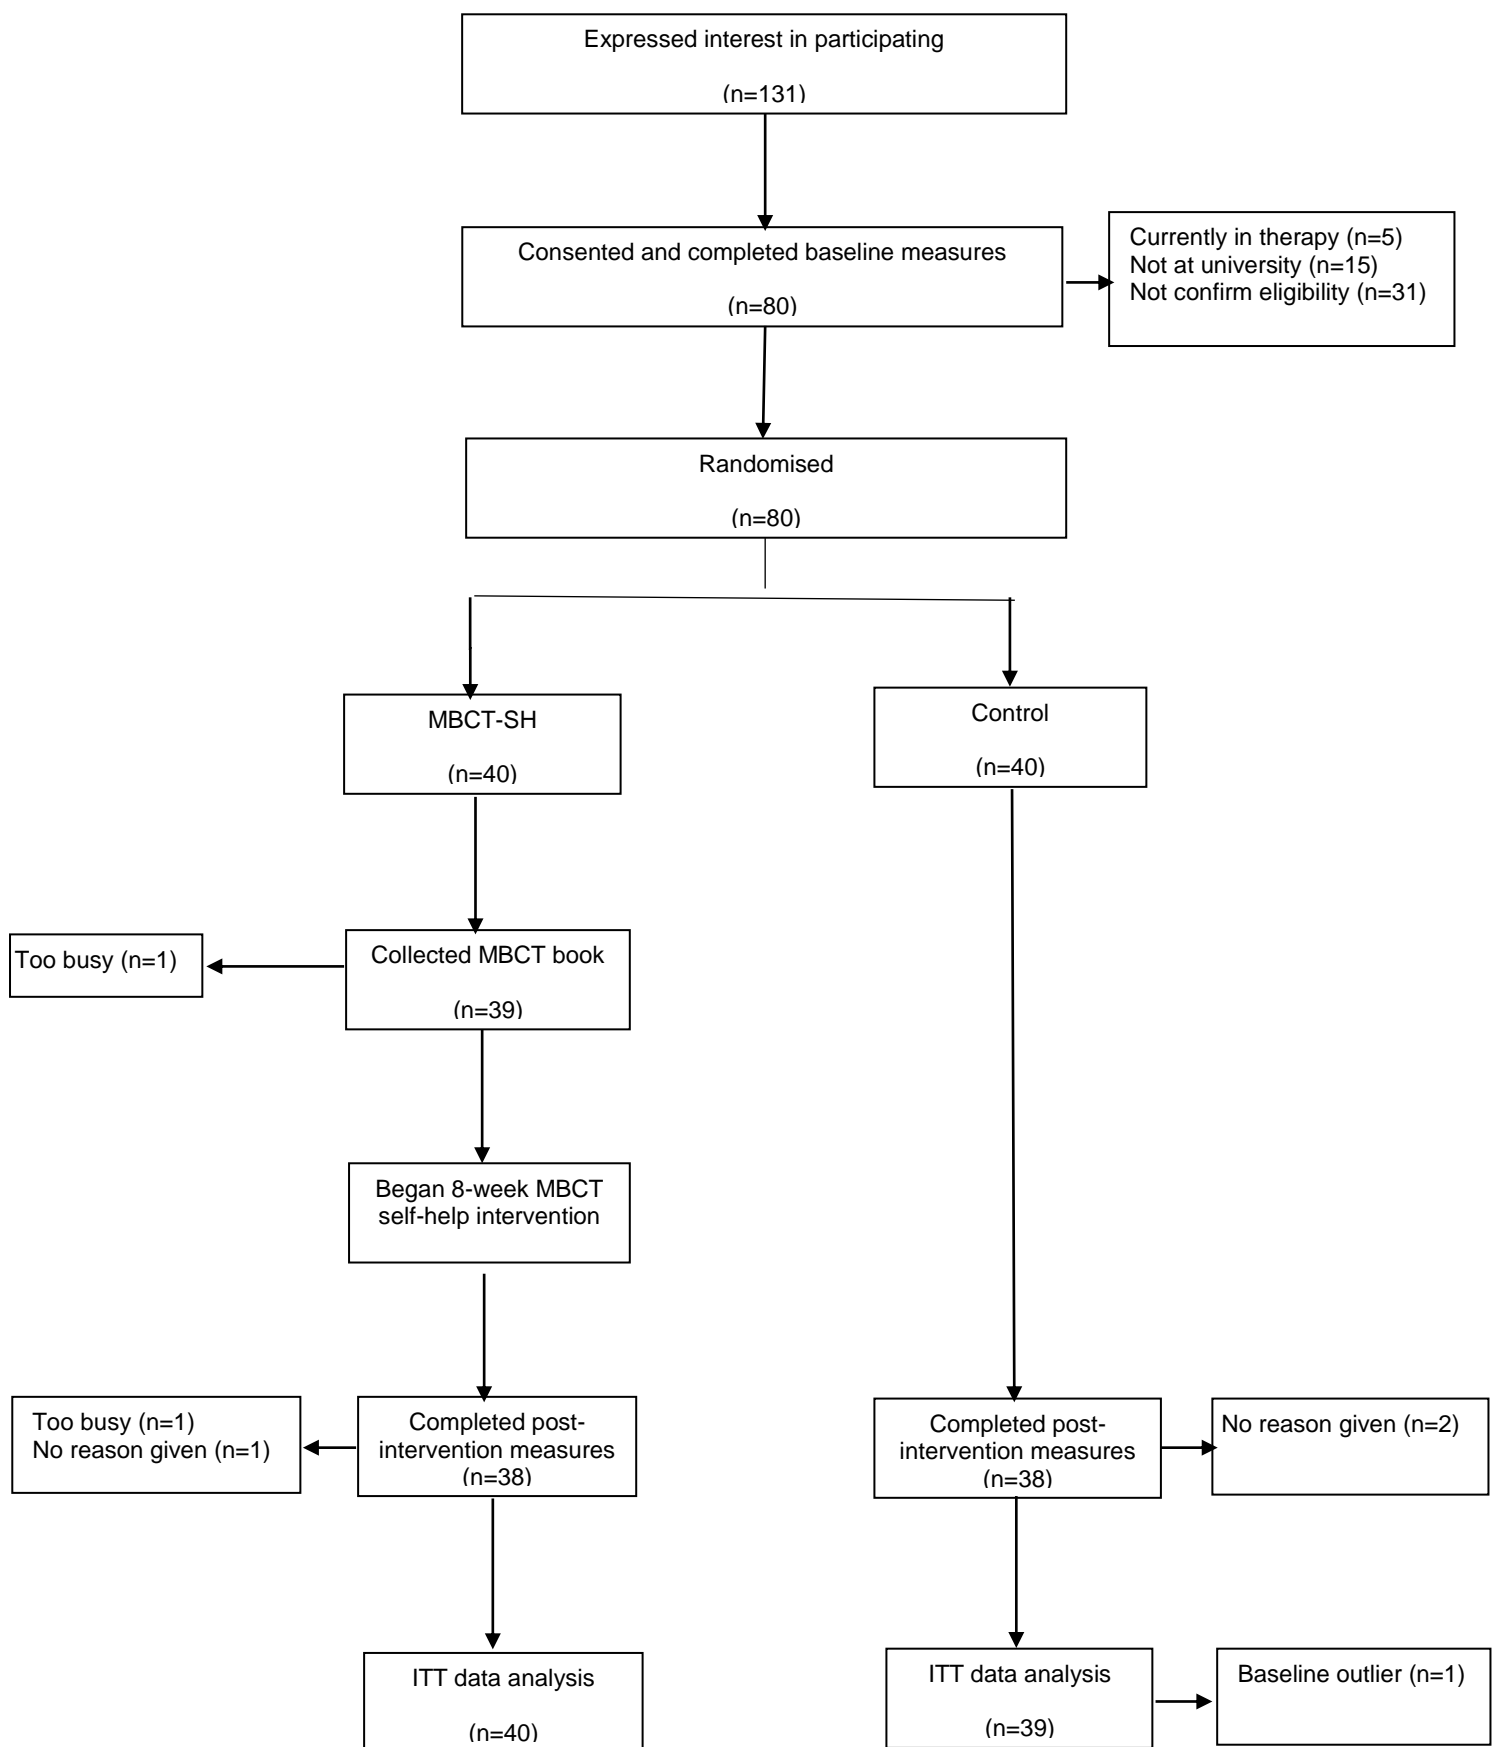 Expressed interest in participating
(n=131)
Consented and completed baseline measures
(n=80)
Currently in therapy (n=5)
Not at university (n=15)
Not confirm eligibility (n=31)
Randomised
(n=80)
MBCT-SH
(n=40)
Control
(n=40)
Too busy (n=1)
Collected MBCT book
(n=39)
Began 8-week MBCT
self-help intervention
Too busy (n=1)
No reason given (n=1)
Completed post-
intervention measures
(n=38)
Completed post-
intervention measures
(n=38)
No reason given (n=2)
ITT data analysis
(n=40)
ITT data analysis
(n=39)
Baseline outlier (n=1)